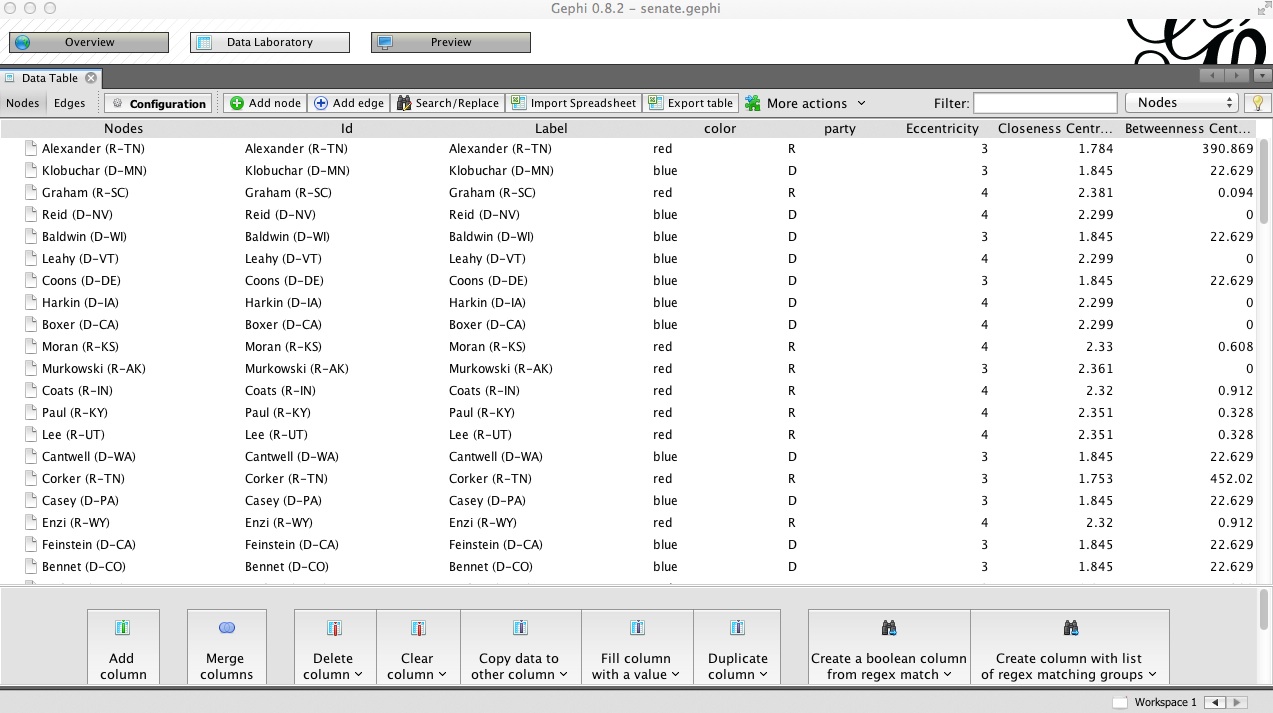 Gephi 0.8.2 – senate.gephi
Overview Data Laboratory Preview
Data Table
Nodes Edges Configuration Add node Add edge Search/Replace Import Spreadsheet Export table More actions Filter: Nodes
Nodes Id Label color party Eccentricity Closeness Centr... Betweenness Cent...
Alexander (R-TN) Alexander (R-TN) Alexander (R-TN) red R 3 1.784 390.869
Klobuchar (D-MN) Klobuchar (D-MN) Klobuchar (D-MN) blue D 3 1.845 22.629
Graham (R-SC) Graham (R-SC) Graham (R-SC) red R 4 2.381 0.094
Reid (D-NV) Reid (D-NV) Reid (D-NV) blue D 4 2.299 0
Baldwin (D-WI) Baldwin (D-WI) Baldwin (D-WI) blue D 3 1.845 22.629
Leahy (D-VT) Leahy (D-VT) Leahy (D-VT) blue D 4 2.299 0
Coons (D-DE) Coons (D-DE) Coons (D-DE) blue D 3 1.845 22.629
Harkin (D-IA) Harkin (D-IA) Harkin (D-IA) blue D 4 2.299 0
Boxer (D-CA) Boxer (D-CA) Boxer (D-CA) blue D 4 2.299 0
Moran (R-KS) Moran (R-KS) Moran (R-KS) red R 4 2.33 0.608
Murkowski (R-AK) Murkowski (R-AK) Murkowski (R-AK) red R 3 2.361 0
Coats (R-IN) Coats (R-IN) Coats (R-IN) red R 4 2.32 0.912
Paul (R-KY) Paul (R-KY) Paul (R-KY) red R 4 2.351 0.328
Lee (R-UT) Lee (R-UT) Lee (R-UT) red R 4 2.351 0.328
Cantwell (D-WA) Cantwell (D-WA) Cantwell (D-WA) blue D 3 1.845 22.629
Corker (R-TN) Corker (R-TN) Corker (R-TN) red R 3 1.753 452.02
Casey (D-PA) Casey (D-PA) Casey (D-PA) blue D 3 1.845 22.629
Enzi (R-WY) Enzi (R-WY) Enzi (R-WY) red R 4 2.32 0.912
Feinstein (D-CA) Feinstein (D-CA) Feinstein (D-CA) blue D 3 1.845 22.629
Bennet (D-CO) Bennet (D-CO) Bennet (D-CO) blue D 3 1.845 22.629
Add Merge Delete Clear Copy data to Fill column Duplicate Create a boolean column Create column with list
column columns column column other column with a value column from regex match of regex matching groups
Workspace 1